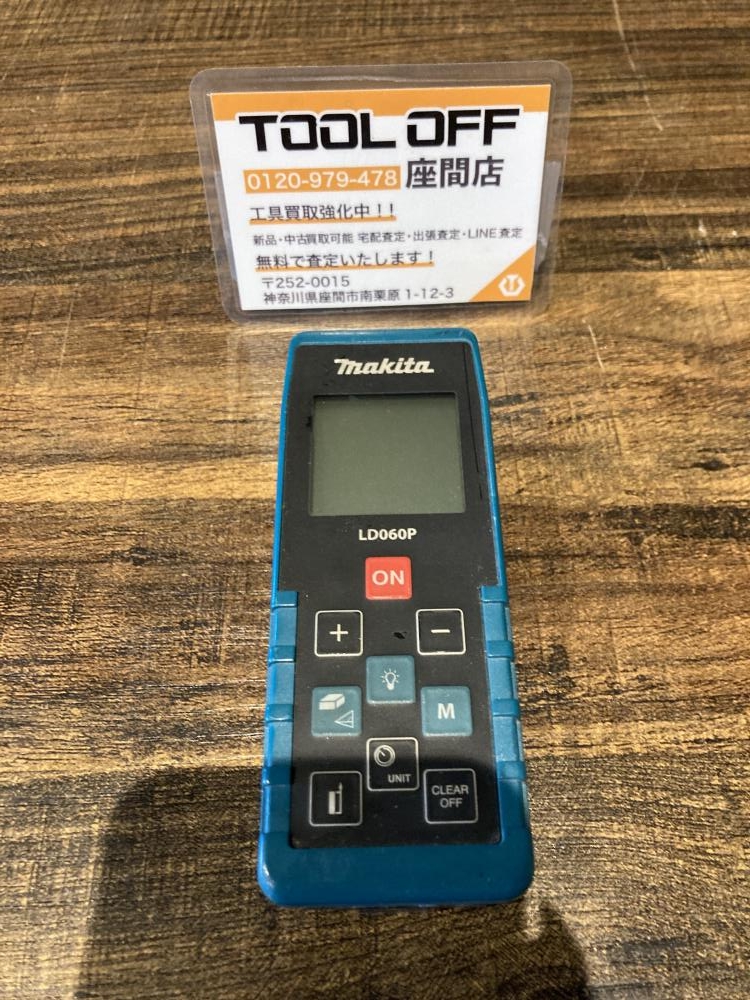 TOOL OFF
0120-979-478 座間店
工具買取強化中！！
新品・中古買取可能 宅配査定・出張査定・LINE査定
無料で査定いたします！
〒252-0015
神奈川県座間市南栗原1-12-3
makita
LD060P
ON
+ −
M
UNIT
CLEAR
OFF